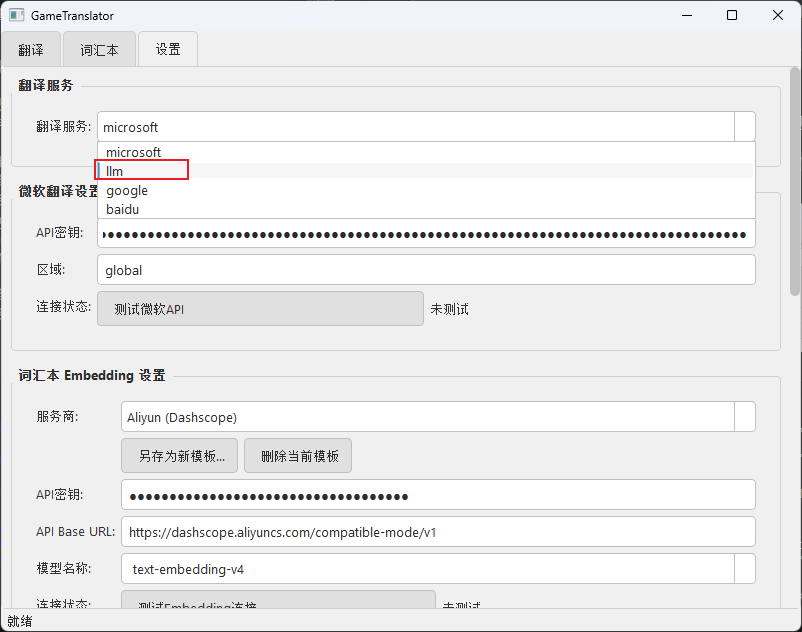 GameTranslator
翻译 词汇本 设置
翻译服务
翻译服务: microsoft
microsoft
llm
google
baidu
微软翻译设置
API密钥: ●●●●●●●●●●●●●●●●●●●●●●●●●●●●●●●●●●●●●●●●●●●●●●●●●●●●●●●●●●●●●●●●●●●●●●●●●●
区域: global
连接状态: 测试微软API 未测试
词汇本 Embedding 设置
服务商: Aliyun (Dashscope)
另存为新模板... 删除当前模板
API密钥: ●●●●●●●●●●●●●●●●●●●●●●●●●●●●●●●●●●●
API Base URL: https://dashscope.aliyuncs.com/compatible-mode/v1
模型名称: text-embedding-v4
连接状态: 测试Embedding连接 未测试
就绪